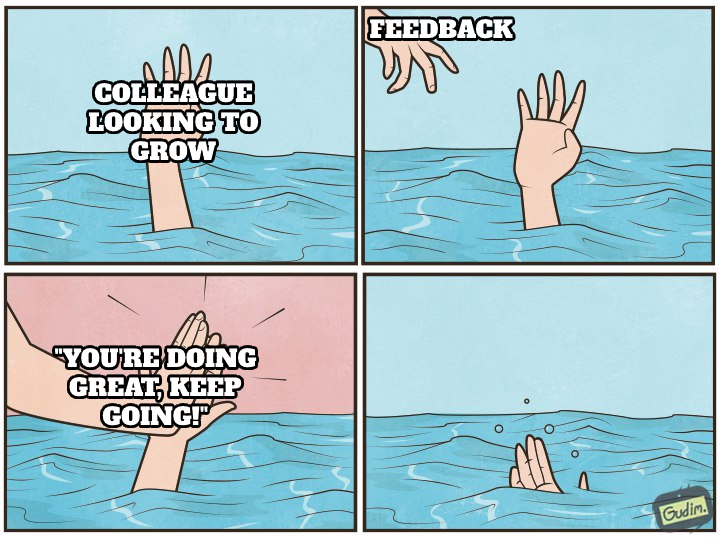 COLLEAGUE
LOOKING TO
GROW
FEEDBACK
"YOU'RE DOING
GREAT, KEEP
GOING!"
Gudim.